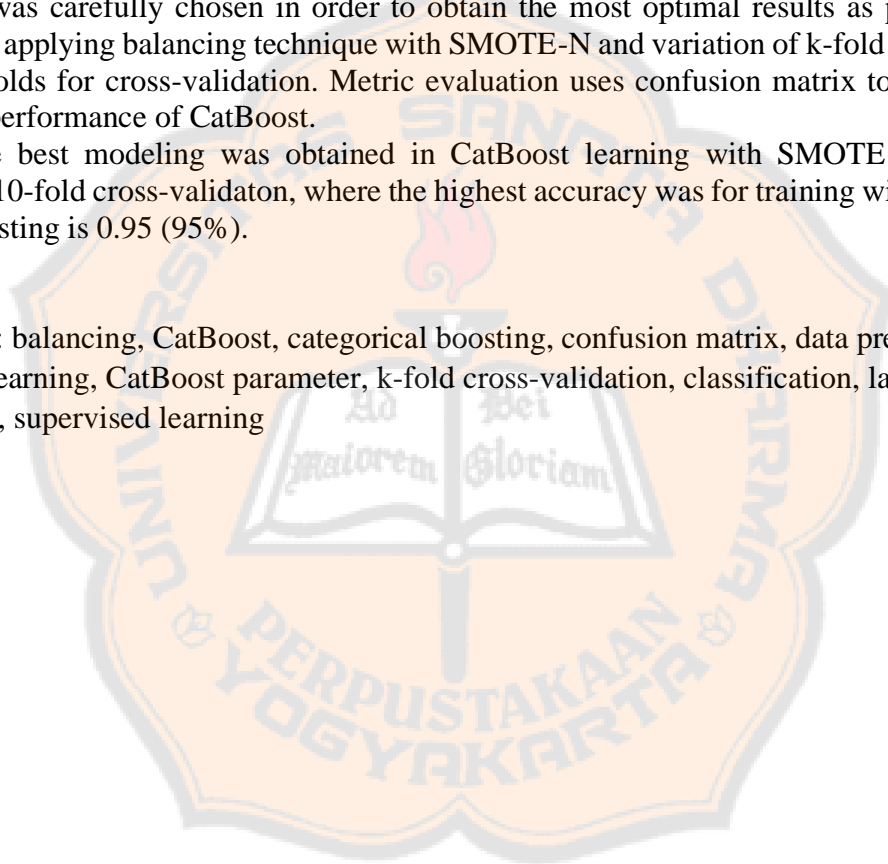 was carefully chosen in order to obtain the most optimal results as p
applying balancing technique with SMOTE-N and variation of k-fold
olds for cross-validation. Metric evaluation uses confusion matrix to
performance of CatBoost.
e best modeling was obtained in CatBoost learning with SMOTE
10-fold cross-validaton, where the highest accuracy was for training wi
sting is 0.95 (95%).
: balancing, CatBoost, categorical boosting, confusion matrix, data pre
earning, CatBoost parameter, k-fold cross-validation, classification, la
, supervised learning
UNIVERSITAS SANATA DHARMA
Ad Dei
Maiorem Gloriam
PERPUSTAKAAN
YOGYAKARTA